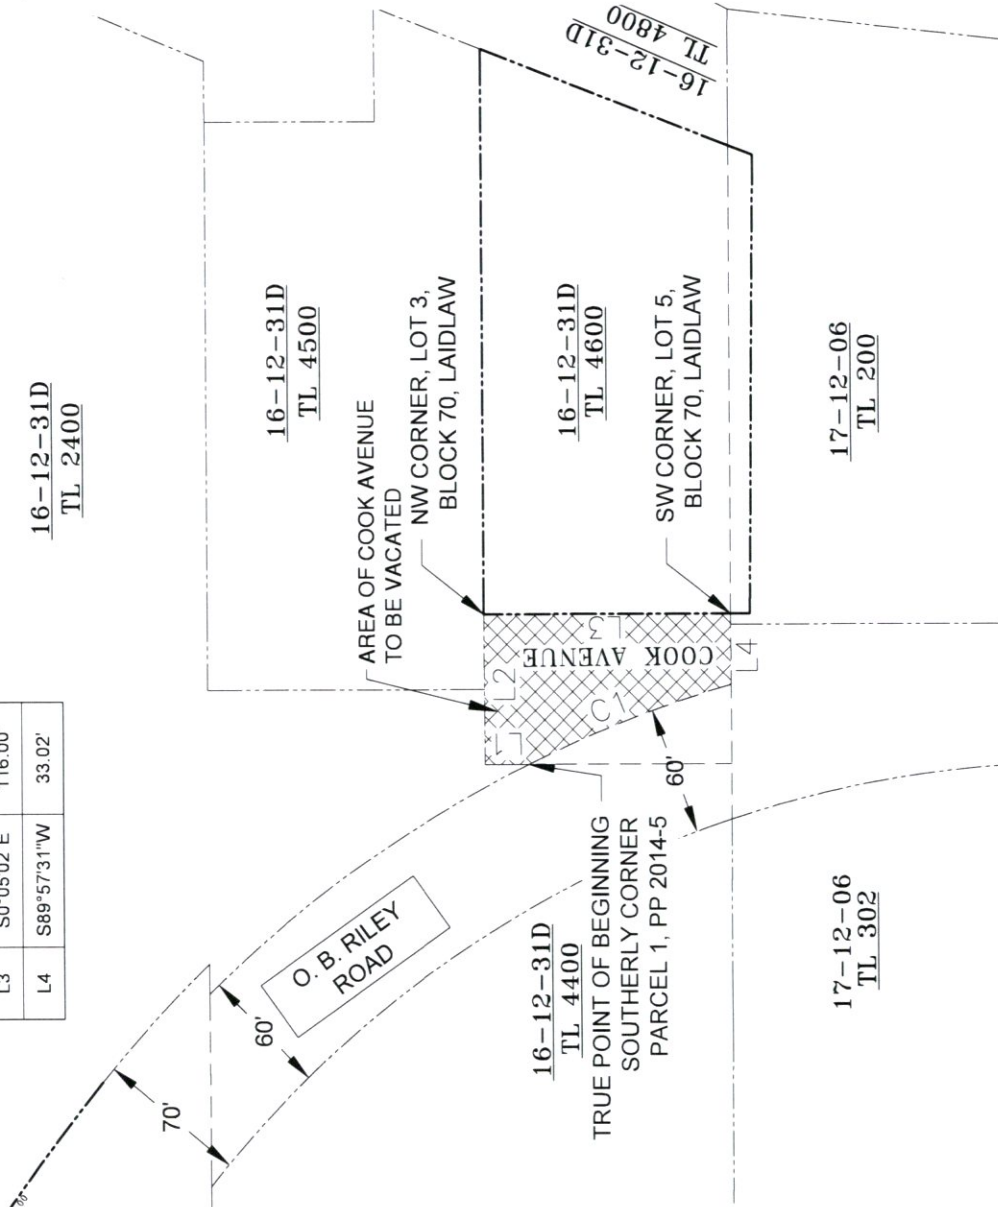 L3 S0°05'02"E 116.00'
L4 S89°57'31"W 33.02'
16-12-31D
TL 2400
16-12-31D
TL 4500
AREA OF COOK AVENUE
TO BE VACATED
NW CORNER, LOT 3,
BLOCK 70, LAIDLAW
16-12-31D
TL 4600
SW CORNER, LOT 5,
BLOCK 70, LAIDLAW
17-12-06
TL 200
16-12-31D
TL 4800
L1
L2
L3
L4
C1
COOK AVENUE
60'
O. B. RILEY
ROAD
60'
70'
16-12-31D
TL 4400
TRUE POINT OF BEGINNING
SOUTHERLY CORNER
PARCEL 1, PP 2014-5
17-12-06
TL 302